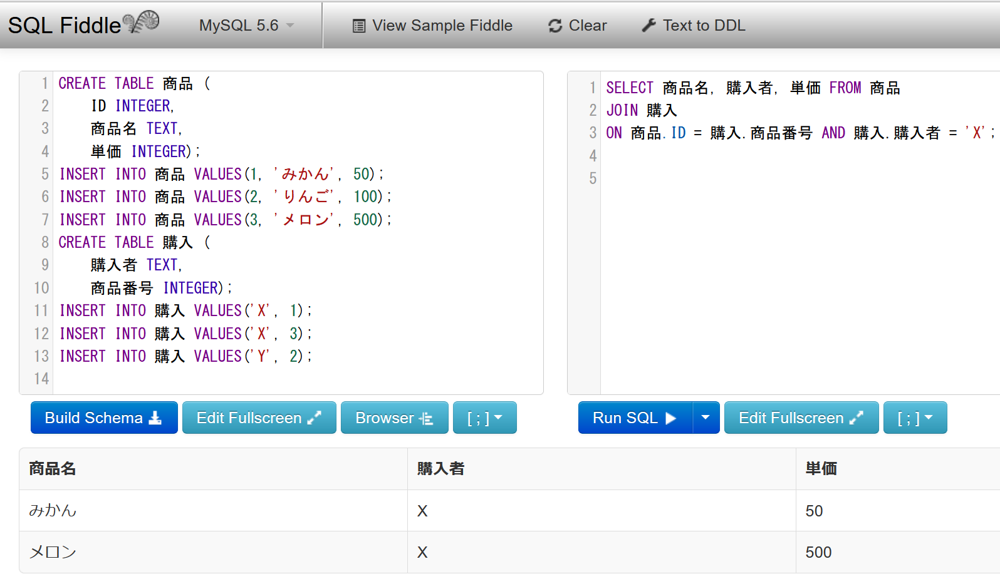 SQL Fiddle MySQL 5.6 View Sample Fiddle Clear Text to DDL
1 CREATE TABLE 商品 (
2 ID INTEGER,
3 商品名 TEXT,
4 単価 INTEGER);
5 INSERT INTO 商品 VALUES(1, 'みかん', 50);
6 INSERT INTO 商品 VALUES(2, 'りんご', 100);
7 INSERT INTO 商品 VALUES(3, 'メロン', 500);
8 CREATE TABLE 購入 (
9 購入者 TEXT,
10 商品番号 INTEGER);
11 INSERT INTO 購入 VALUES('X', 1);
12 INSERT INTO 購入 VALUES('X', 3);
13 INSERT INTO 購入 VALUES('Y', 2);
14
1 SELECT 商品名, 購入者, 単価 FROM 商品
2 JOIN 購入
3 ON 商品.ID = 購入.商品番号 AND 購入.購入者 = 'X';
4
5
Build Schema Edit Fullscreen Browser [ ; ]
Run SQL Edit Fullscreen [ ; ]
商品名 購入者 単価
みかん X 50
メロン X 500